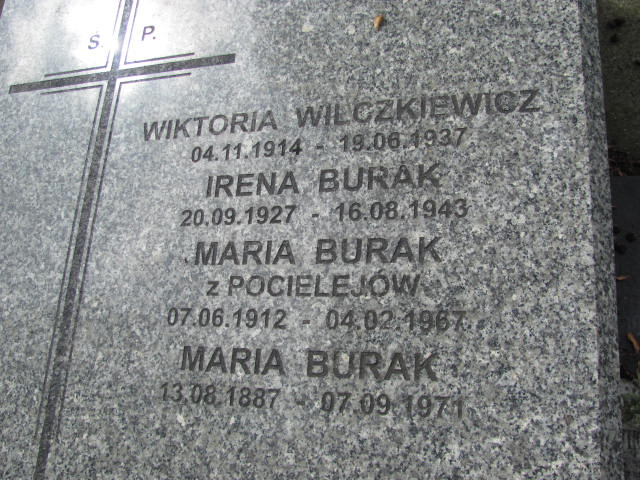 Ś. P.
WIKTORIA WILCZKIEWICZ
04.11.1914 - 19.06.1937
IRENA BURAK
20.09.1927 - 16.08.1943
MARIA BURAK
z POCIELEJÓW
07.06.1912 - 04.02.1967
MARIA BURAK
13.08.1887 - 07.09.1971